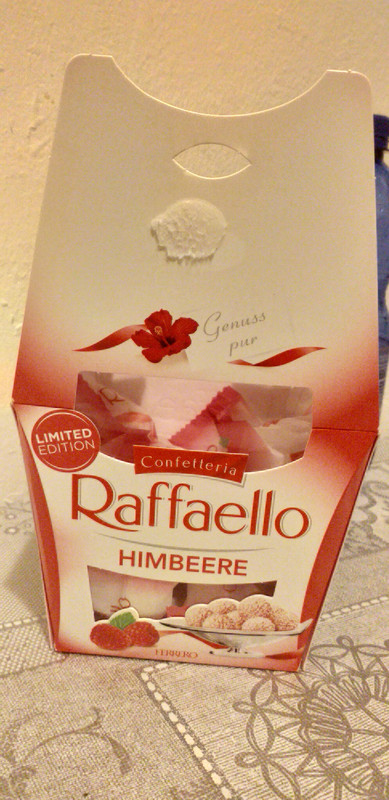 Genuss
pur
LIMITED
EDITION
Confetteria
Raffaello
HIMBEERE
FERRERO